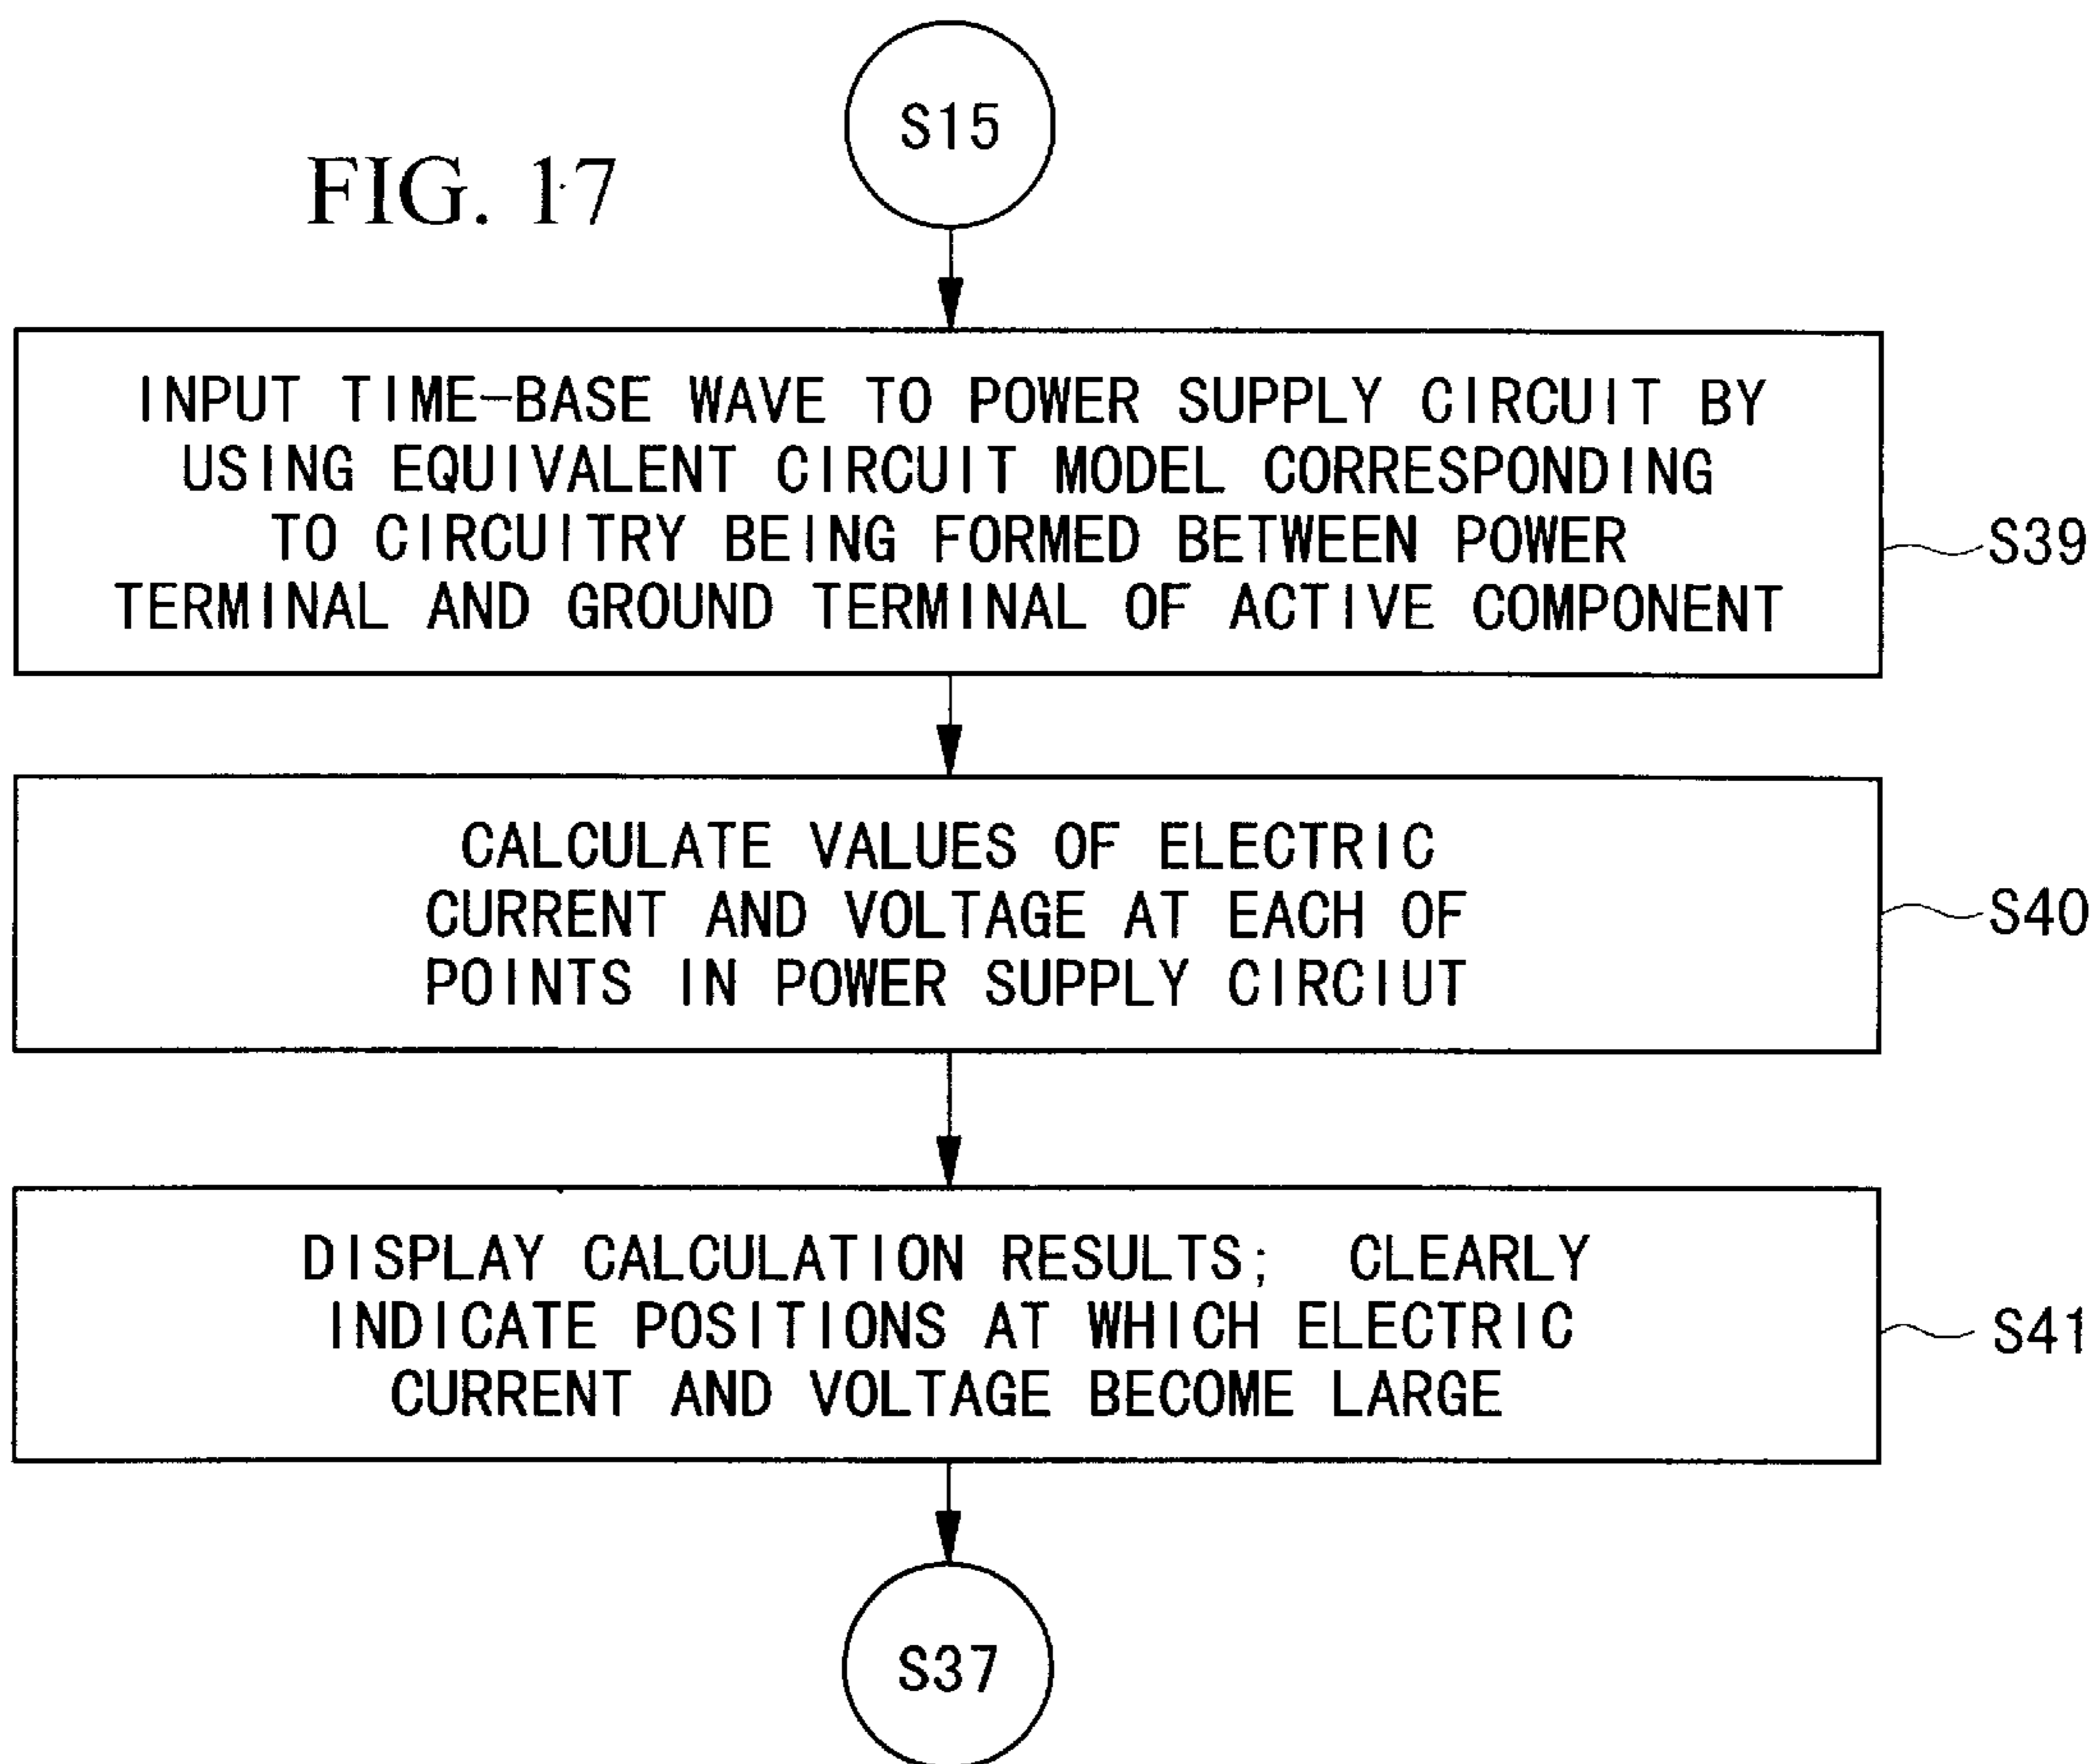 S15
FIG. 17
INPUT TIME-BASE WAVE TO POWER SUPPLY CIRCUIT BY
USING EQUIVALENT CIRCUIT MODEL CORRESPONDING
TO CIRCUITRY BEING FORMED BETWEEN POWER
TERMINAL AND GROUND TERMINAL OF ACTIVE COMPONENT
S39
CALCULATE VALUES OF ELECTRIC
CURRENT AND VOLTAGE AT EACH OF
POINTS IN POWER SUPPLY CIRCIUT
S40
DISPLAY CALCULATION RESULTS; CLEARLY
INDICATE POSITIONS AT WHICH ELECTRIC
CURRENT AND VOLTAGE BECOME LARGE
S41
S37